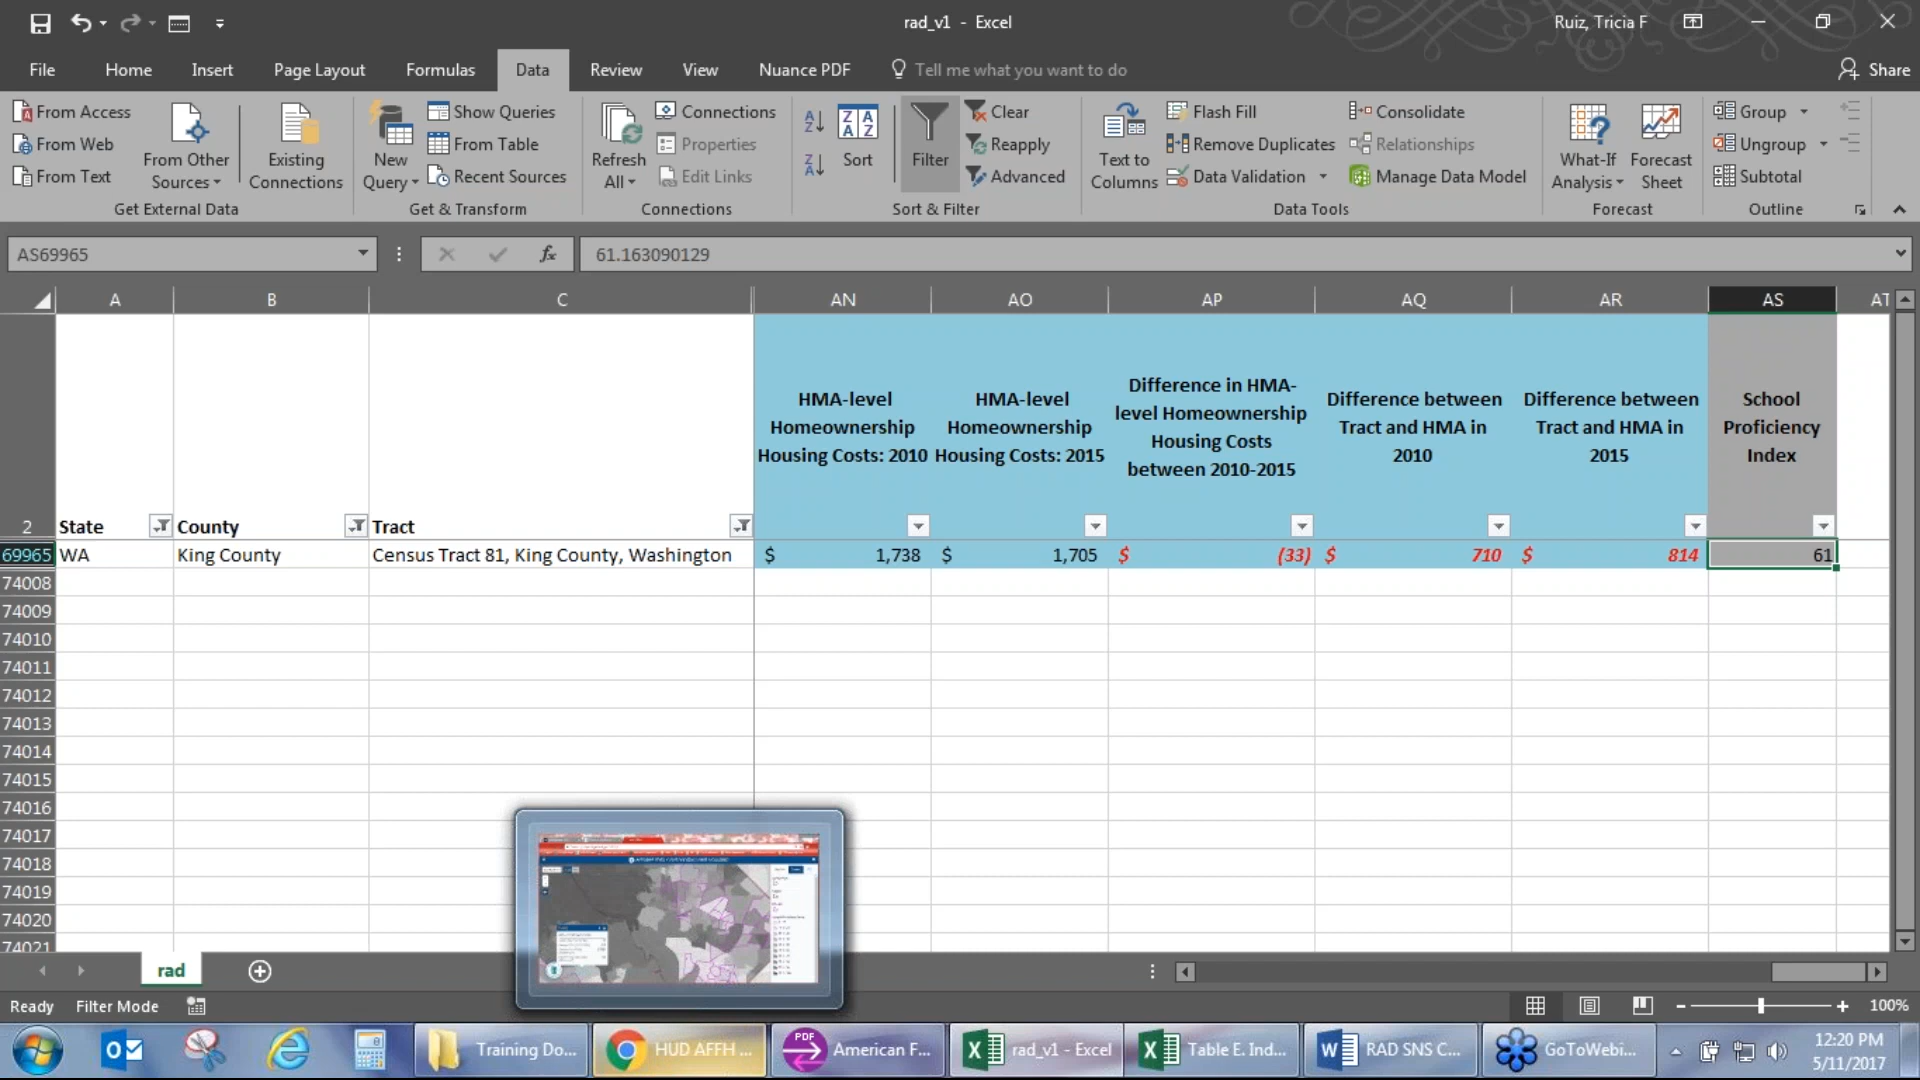 rad_v1 - Excel
Ruiz, Tricia F
File Home Insert Page Layout Formulas Data Review View Nuance PDF Tell me what you want to do Share
From Access
From Web
From Text
From Other
Sources
Existing
Connections
Get External Data
New
Query
Show Queries
From Table
Recent Sources
Get & Transform
Refresh
All
Connections
Properties
Edit Links
Connections
Sort
Filter
Clear
Reapply
Advanced
Sort & Filter
Text to
Columns
Flash Fill
Remove Duplicates
Data Validation
Consolidate
Relationships
Manage Data Model
Data Tools
What-If
Analysis
Forecast
Sheet
Forecast
Group
Ungroup
Subtotal
Outline
AS69965
fx
61.163090129
A B C AN AO AP AQ AR AS AT
HMA-level
Homeownership
Housing Costs: 2010
HMA-level
Homeownership
Housing Costs: 2015
Difference in HMA-
level Homeownership
Housing Costs
between 2010-2015
Difference between
Tract and HMA in
2010
Difference between
Tract and HMA in
2015
School
Proficiency
Index
2 State County Tract
69965 WA King County Census Tract 81, King County, Washington $ 1,738 $ 1,705 $ (33) $ 710 $ 814 61
74008
74009
74010
74011
74012
74013
74014
74015
74016
74017
74018
74019
74020
74021
rad
Ready Filter Mode 100%
Training Do... HUD AFFH ... American F... rad_v1 - Excel Table E. Ind... RAD SNS C... GoToWebi...
12:20 PM
5/11/2017